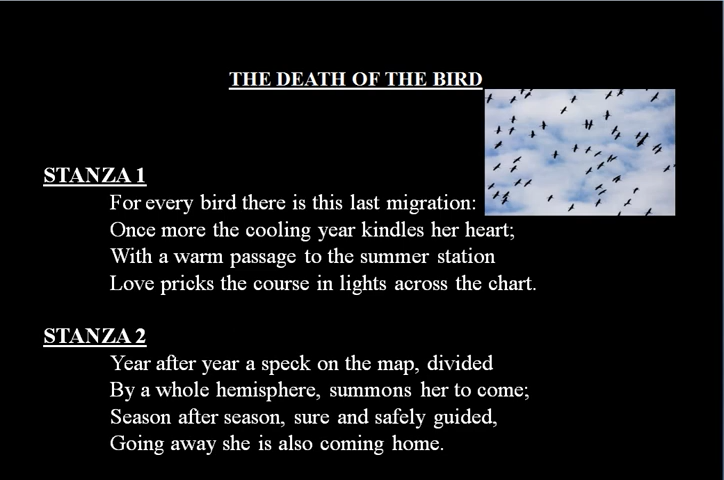 THE DEATH OF THE BIRD
STANZA 1
For every bird there is this last migration:
Once more the cooling year kindles her heart;
With a warm passage to the summer station
Love pricks the course in lights across the chart.
STANZA 2
Year after year a speck on the map, divided
By a whole hemisphere, summons her to come;
Season after season, sure and safely guided,
Going away she is also coming home.